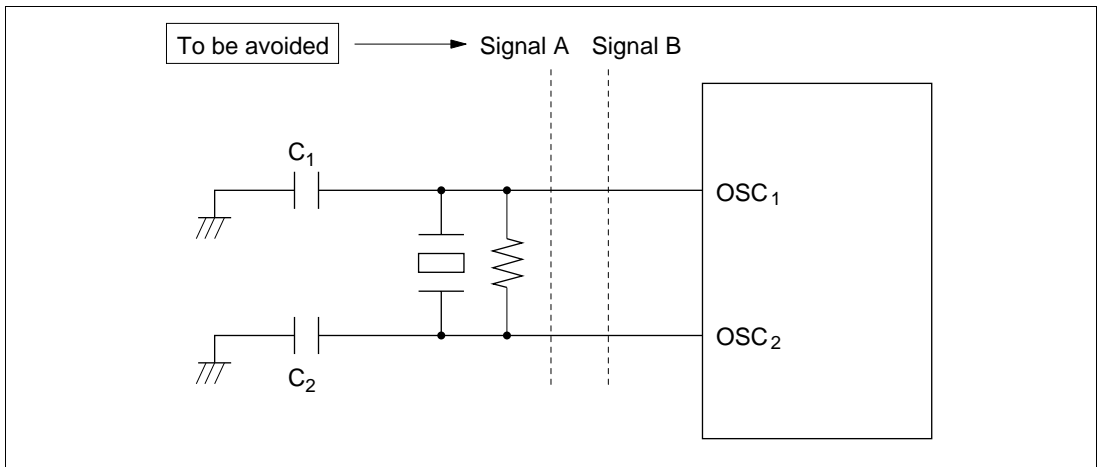 To be avoided
Signal A
Signal B
C1
OSC1
OSC2
C2